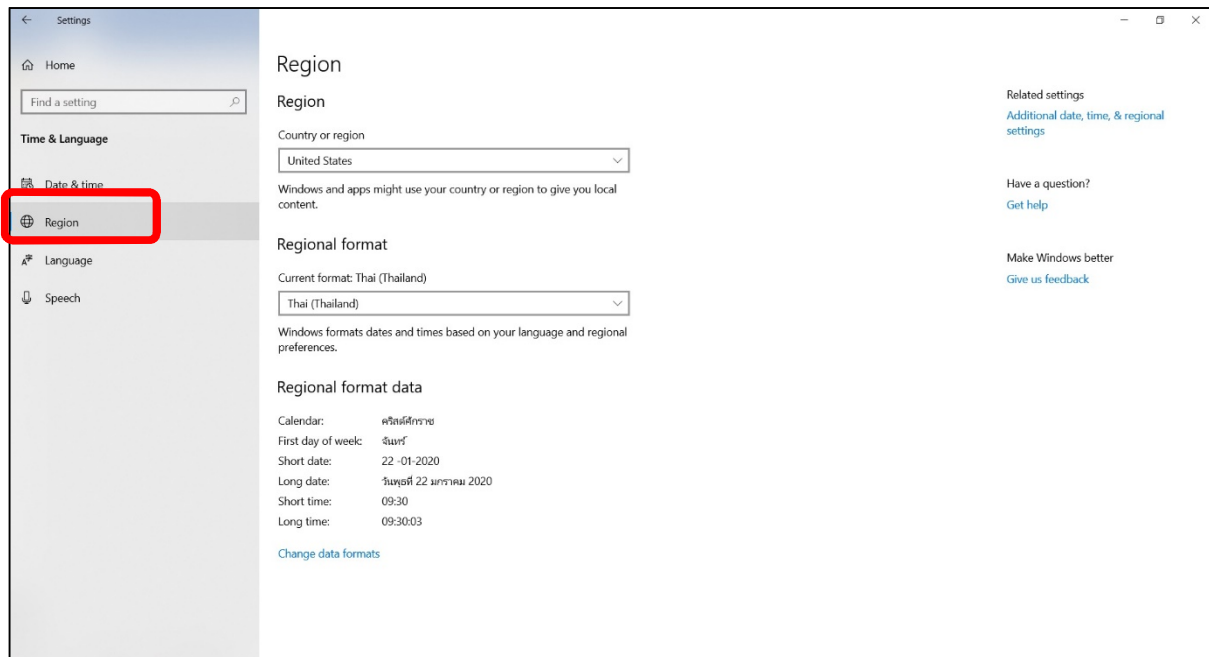 Settings
Home
Find a setting
Time & Language
Date & time
Region
Language
Speech
Region
Region
Country or region
United States
Windows and apps might use your country or region to give you local
content.
Regional format
Current format: Thai (Thailand)
Thai (Thailand)
Windows formats dates and times based on your language and regional
preferences.
Regional format data
Calendar: คริสต์ศักราช
First day of week: จันทร์
Short date: 22 -01-2020
Long date: วันพุธที่ 22 มกราคม 2020
Short time: 09:30
Long time: 09:30:03
Change data formats
Related settings
Additional date, time, & regional
settings
Have a question?
Get help
Make Windows better
Give us feedback